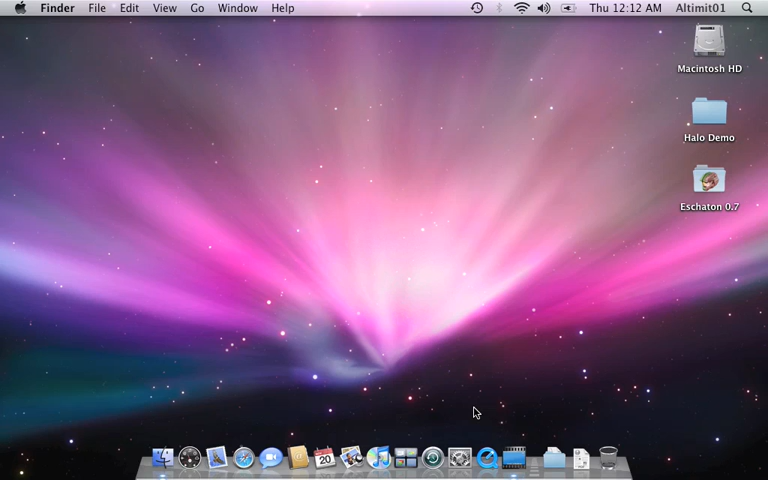 Finder File Edit View Go Window Help Thu 12:12 AM Altimit01
Macintosh HD
Halo Demo
Eschaton 0.7
20